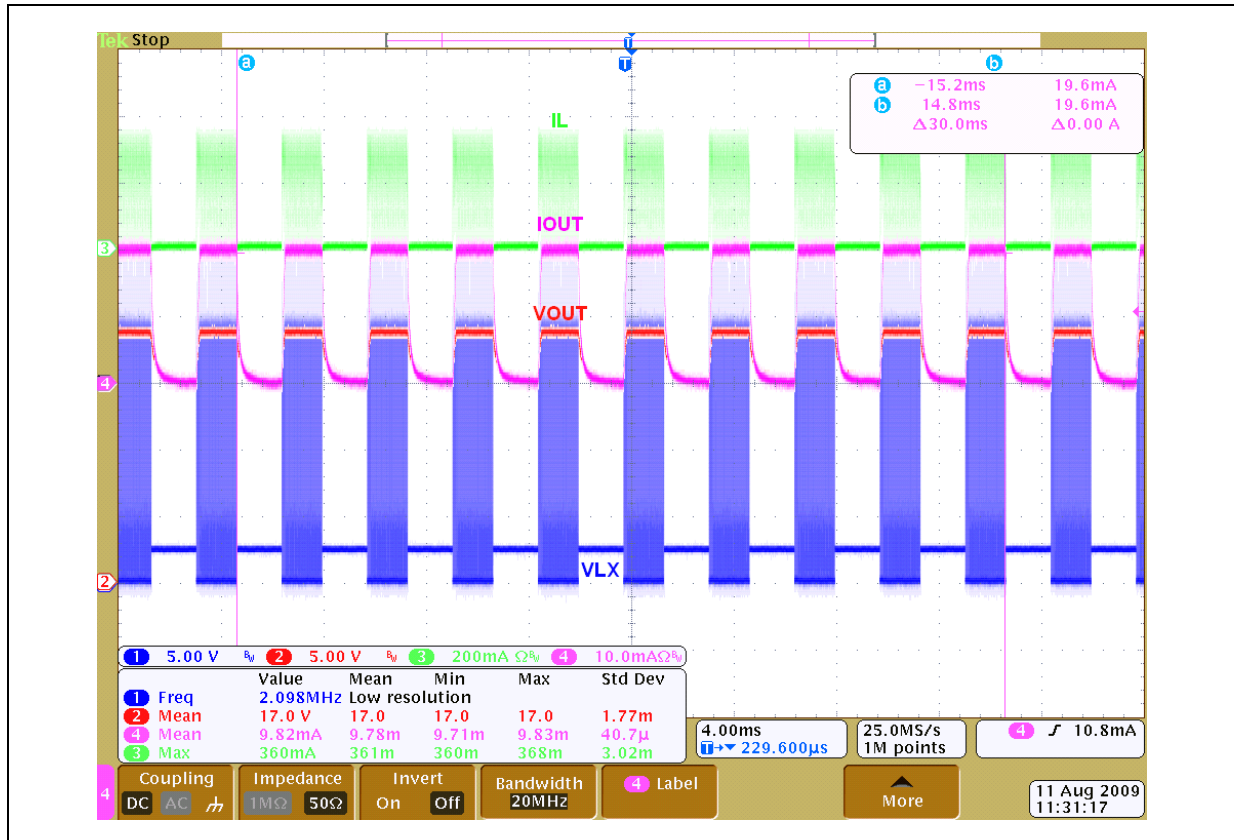 Tek Stop
T
T
a
b
a −15.2ms 19.6mA
b 14.8ms 19.6mA
Δ30.0ms Δ0.00 A
IL
IOUT
3
VOUT
4
VLX
2
1 5.00 V BW 2 5.00 V BW 3 200mA ΩBW 4 10.0mAΩBW
Value Mean Min Max Std Dev
1 Freq 2.098MHz Low resolution
2 Mean 17.0 V 17.0 17.0 17.0 1.77m
4 Mean 9.82mA 9.78m 9.71m 9.83m 40.7µ
3 Max 360mA 361m 360m 368m 3.02m
4.00ms
T→▼ 229.600µs
25.0MS/s
1M points
4 10.8mA
4
Coupling
DC AC
Impedance
1MΩ 50Ω
Invert
On Off
Bandwidth
20MHz
4 Label
More
11 Aug 2009
11:31:17